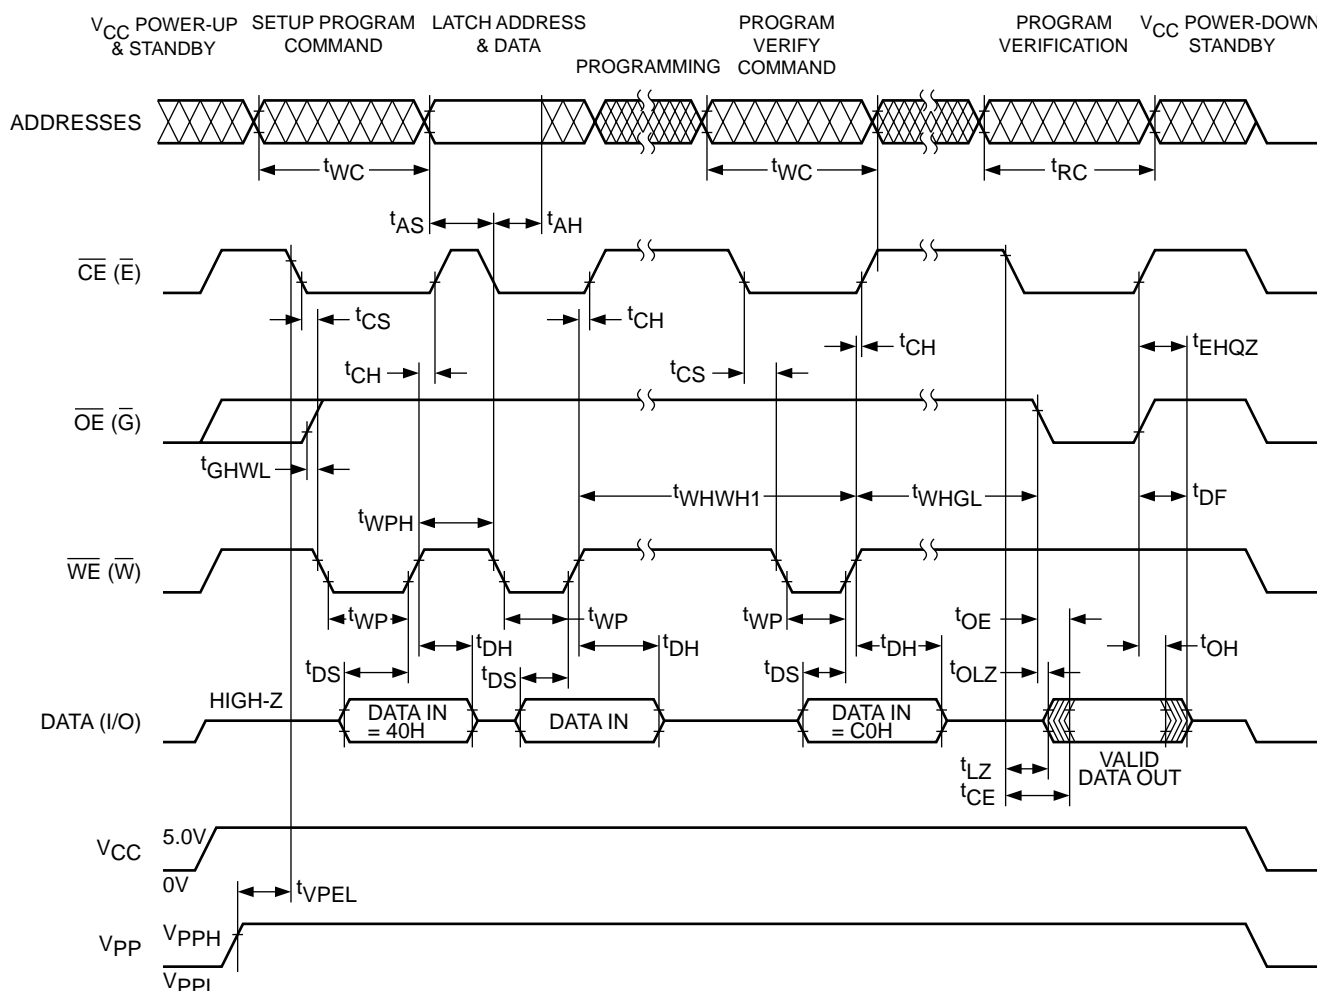 VCC POWER-UP & STANDBY
SETUP PROGRAM COMMAND
LATCH ADDRESS & DATA
PROGRAMMING
PROGRAM VERIFY COMMAND
PROGRAM VERIFICATION
VCC POWER-DOWN STANDBY
ADDRESSES
tWC
tWC
tRC
tAS
tAH
CE (E)
tCS
tCH
tCH
tCS
tCH
tEHQZ
OE (G)
tGHWL
tWPH
tWHWH1
tWHGL
tDF
WE (W)
tWP
tWP
tWP
tOE
tDH
tDH
tDH
tOH
tDS
tDS
tDS
tOLZ
DATA (I/O)
HIGH-Z
DATA IN = 40H
DATA IN
DATA IN = C0H
VALID DATA OUT
tLZ
tCE
VCC
5.0V
0V
tVPEL
VPP
VPPH
VPPL